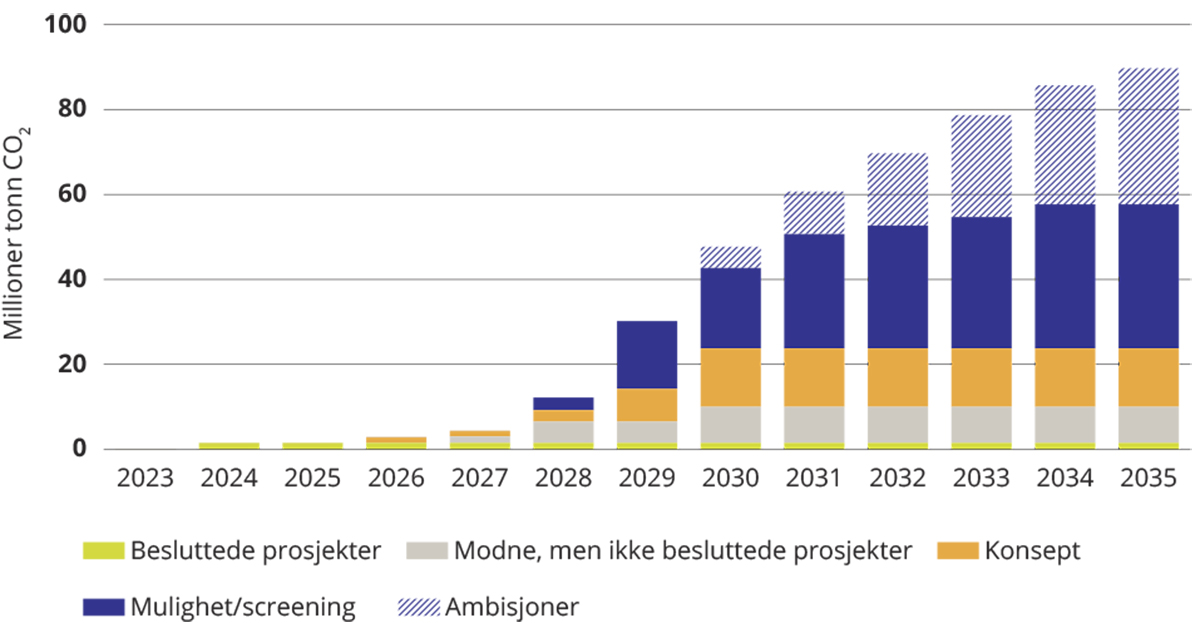 100
80
60
40
20
0
Millioner tonn CO₂
2023 2024 2025 2026 2027 2028 2029 2030 2031 2032 2033 2034 2035
Besluttede prosjekter Modne, men ikke besluttede prosjekter Konsept
Mulighet/screening Ambisjoner